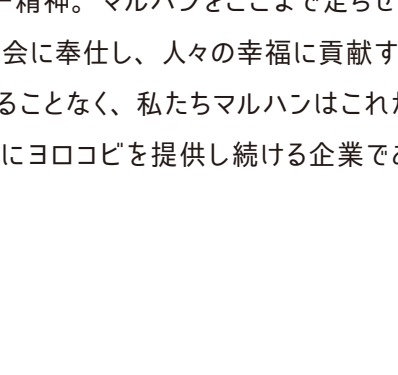 ー精神。マルハンをここまで走らせ
会に奉仕し、人々の幸福に貢献す
ることなく、私たちマルハンはこれ
にヨロコビを提供し続ける企業で